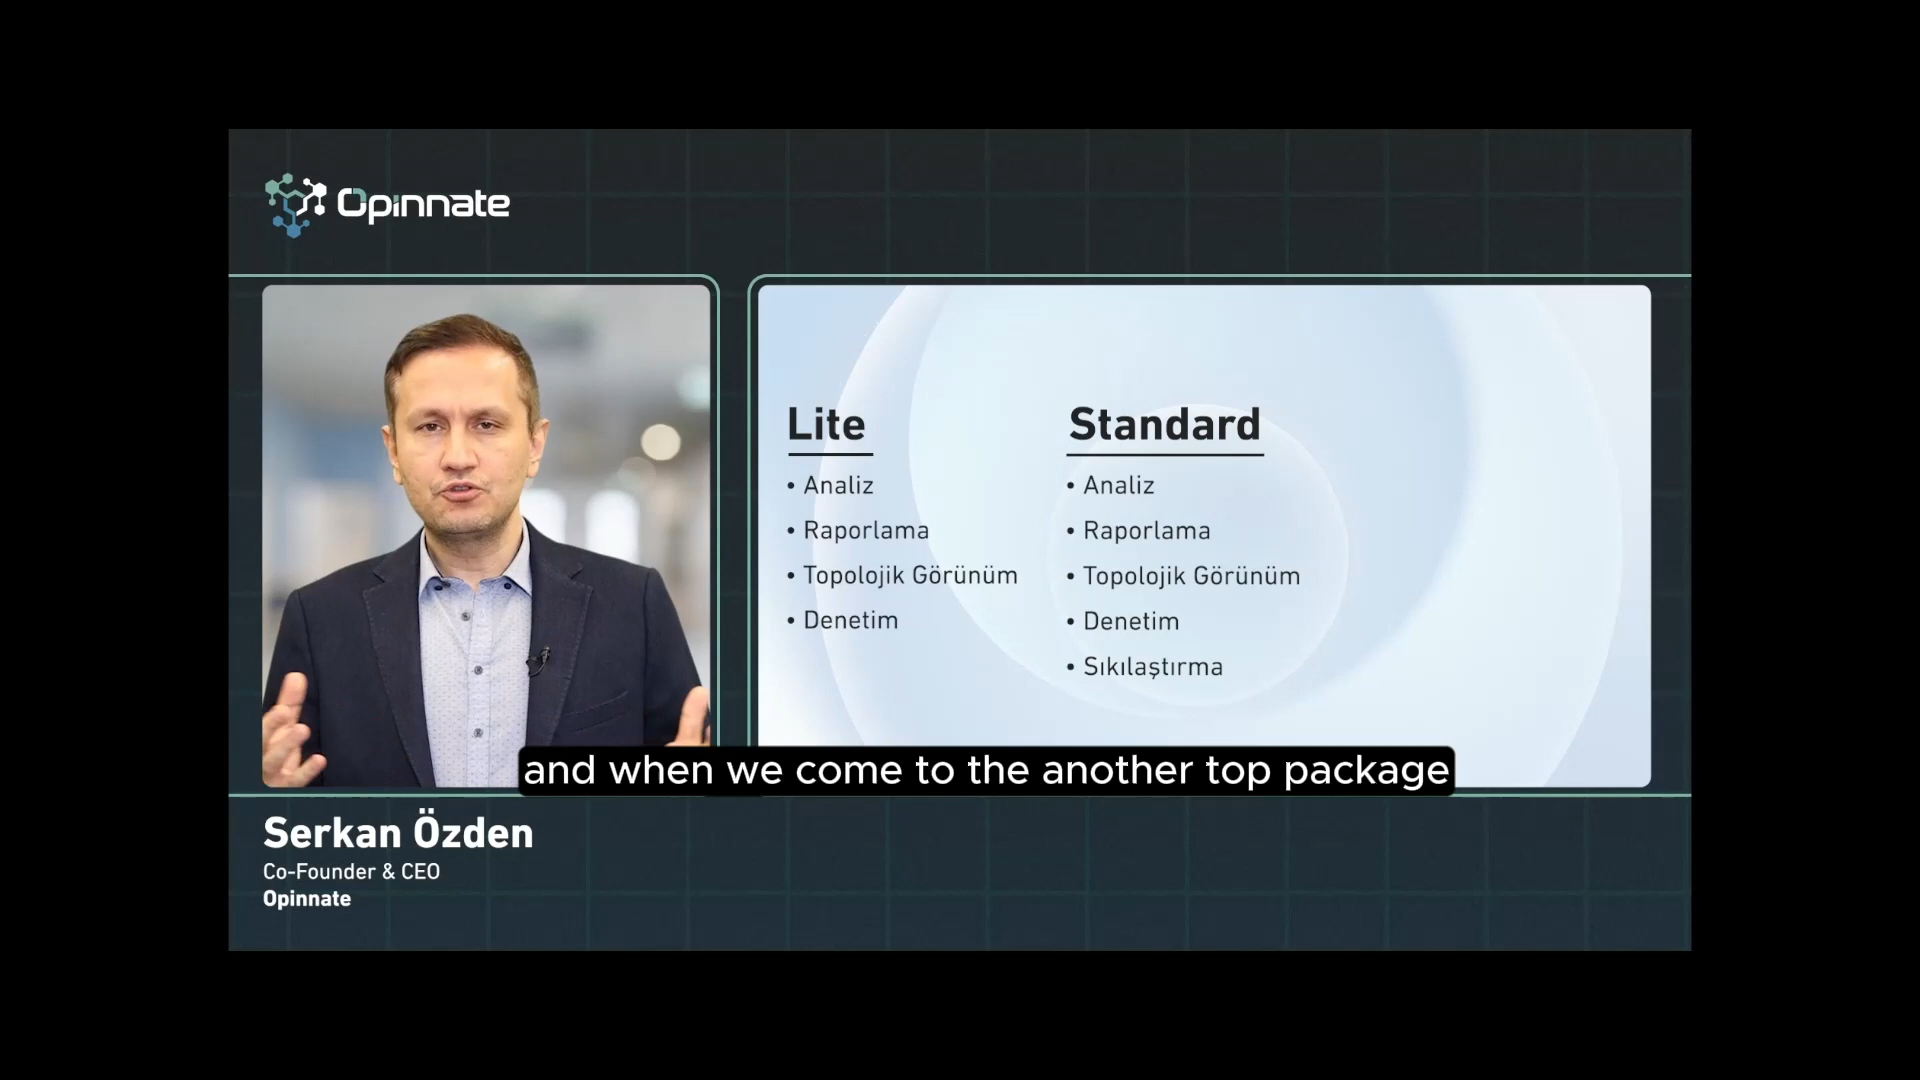 Opinnate
Lite
• Analiz
• Raporlama
• Topolojik Görünüm
• Denetim
Standard
• Analiz
• Raporlama
• Topolojik Görünüm
• Denetim
• Sıkılaştırma
and when we come to the another top package
Serkan Özden
Co-Founder & CEO
Opinnate